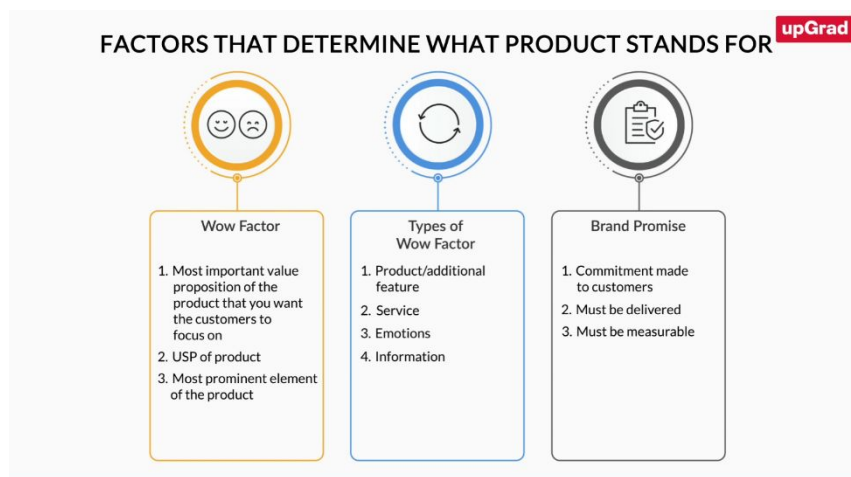 upGrad
FACTORS THAT DETERMINE WHAT PRODUCT STANDS FOR
Wow Factor
1. Most important value
proposition of the
product that you want
the customers to
focus on
2. USP of product
3. Most prominent element
of the product
Types of
Wow Factor
1. Product/additional
feature
2. Service
3. Emotions
4. Information
Brand Promise
1. Commitment made
to customers
2. Must be delivered
3. Must be measurable